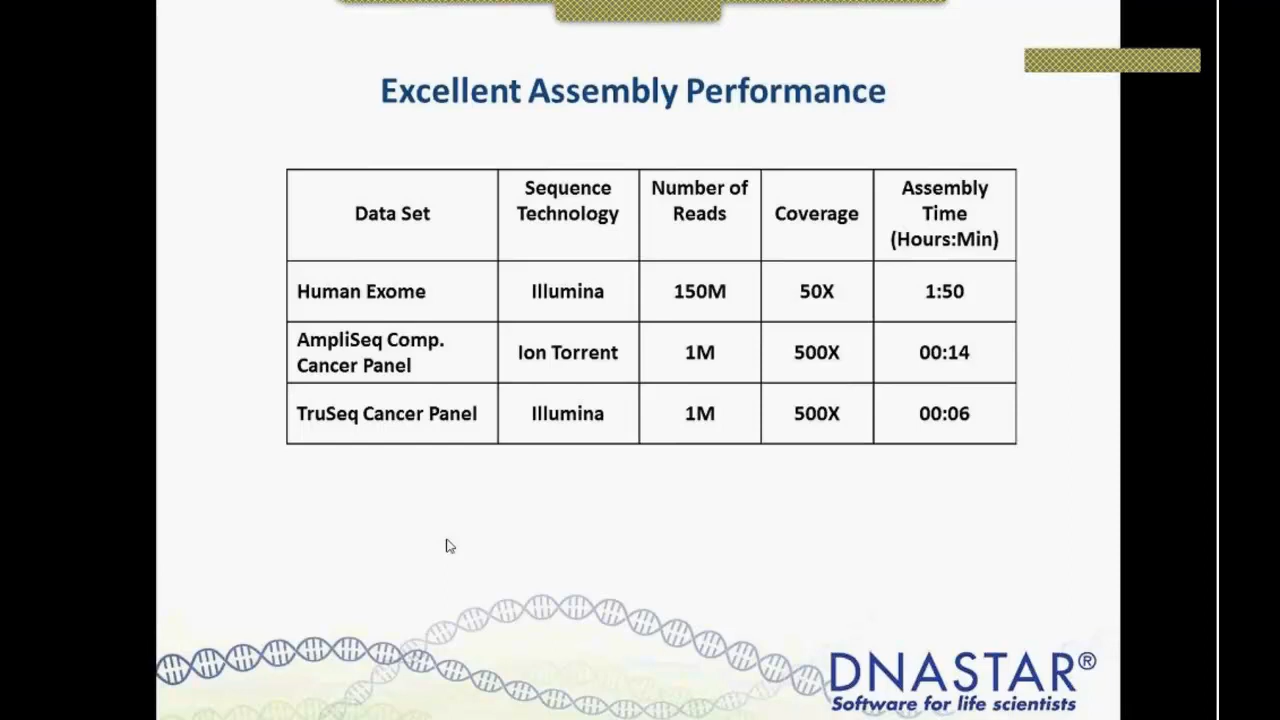 Excellent Assembly Performance
Data Set
Sequence
Technology
Number of
Reads
Coverage
Assembly
Time
(Hours:Min)
Human Exome
Illumina
150M
50X
1:50
AmpliSeq Comp.
Cancer Panel
Ion Torrent
1M
500X
00:14
TruSeq Cancer Panel
Illumina
1M
500X
00:06
DNASTAR®
Software for life scientists